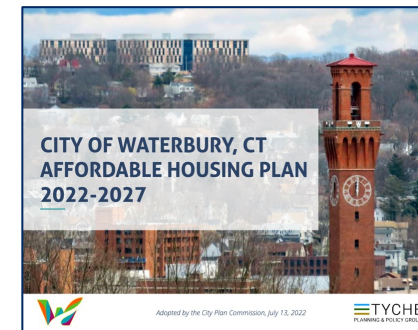 CITY OF WATERBURY, CT
AFFORDABLE HOUSING PLAN
2022-2027
Adopted by the City Plan Commission, July 13, 2022
TYCHE
PLANNING & POLICY GROUP